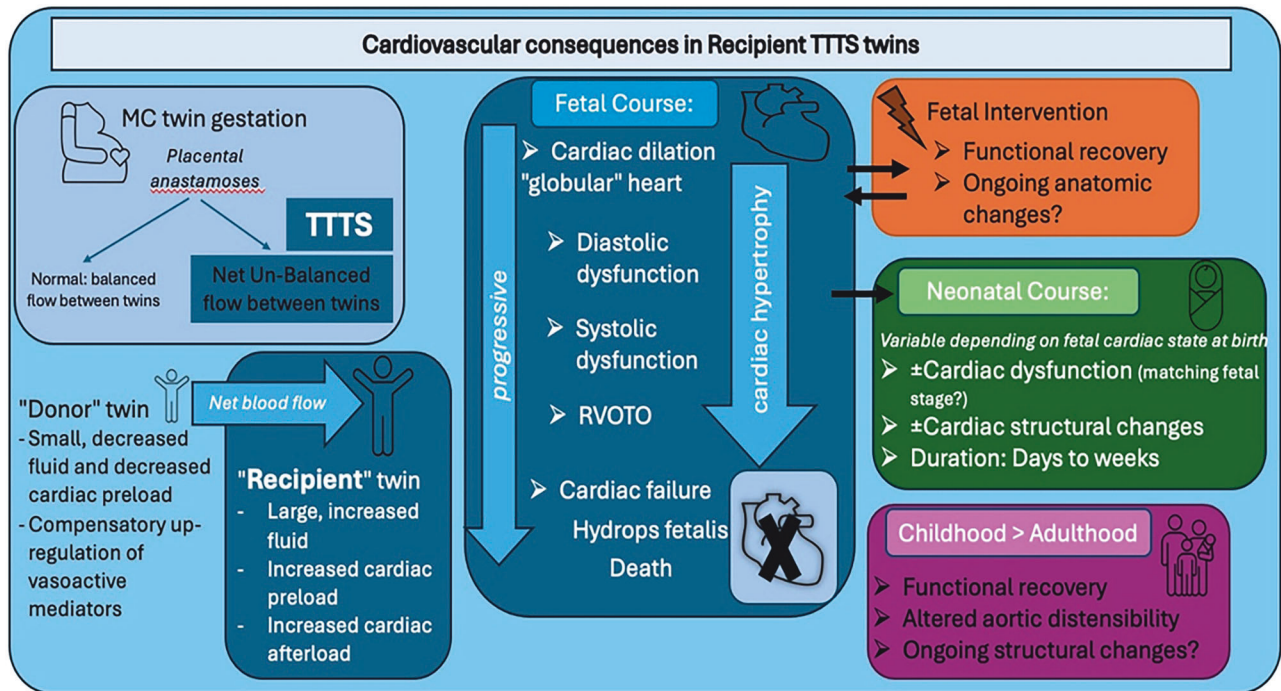 Cardiovascular consequences in Recipient TTTS twins
MC twin gestation
Placental
anastamoses
TTTS
Normal: balanced
flow between twins
Net Un-Balanced
flow between twins
"Donor" twin
- Small, decreased
fluid and decreased
cardiac preload
- Compensatory up-
regulation of
vasoactive
mediators
Net blood flow
"Recipient" twin
- Large, increased
fluid
- Increased cardiac
preload
- Increased cardiac
afterload
Fetal Course:
progressive
➤ Cardiac dilation
"globular" heart
➤ Diastolic
dysfunction
➤ Systolic
dysfunction
➤ RVOTO
➤ Cardiac failure
Hydrops fetalis
Death
cardiac hypertrophy
Fetal Intervention
➤ Functional recovery
➤ Ongoing anatomic
changes?
Neonatal Course:
Variable depending on fetal cardiac state at birth
➤ ±Cardiac dysfunction (matching fetal
stage?)
➤ ±Cardiac structural changes
➤ Duration: Days to weeks
Childhood > Adulthood
➤ Functional recovery
➤ Altered aortic distensibility
➤ Ongoing structural changes?